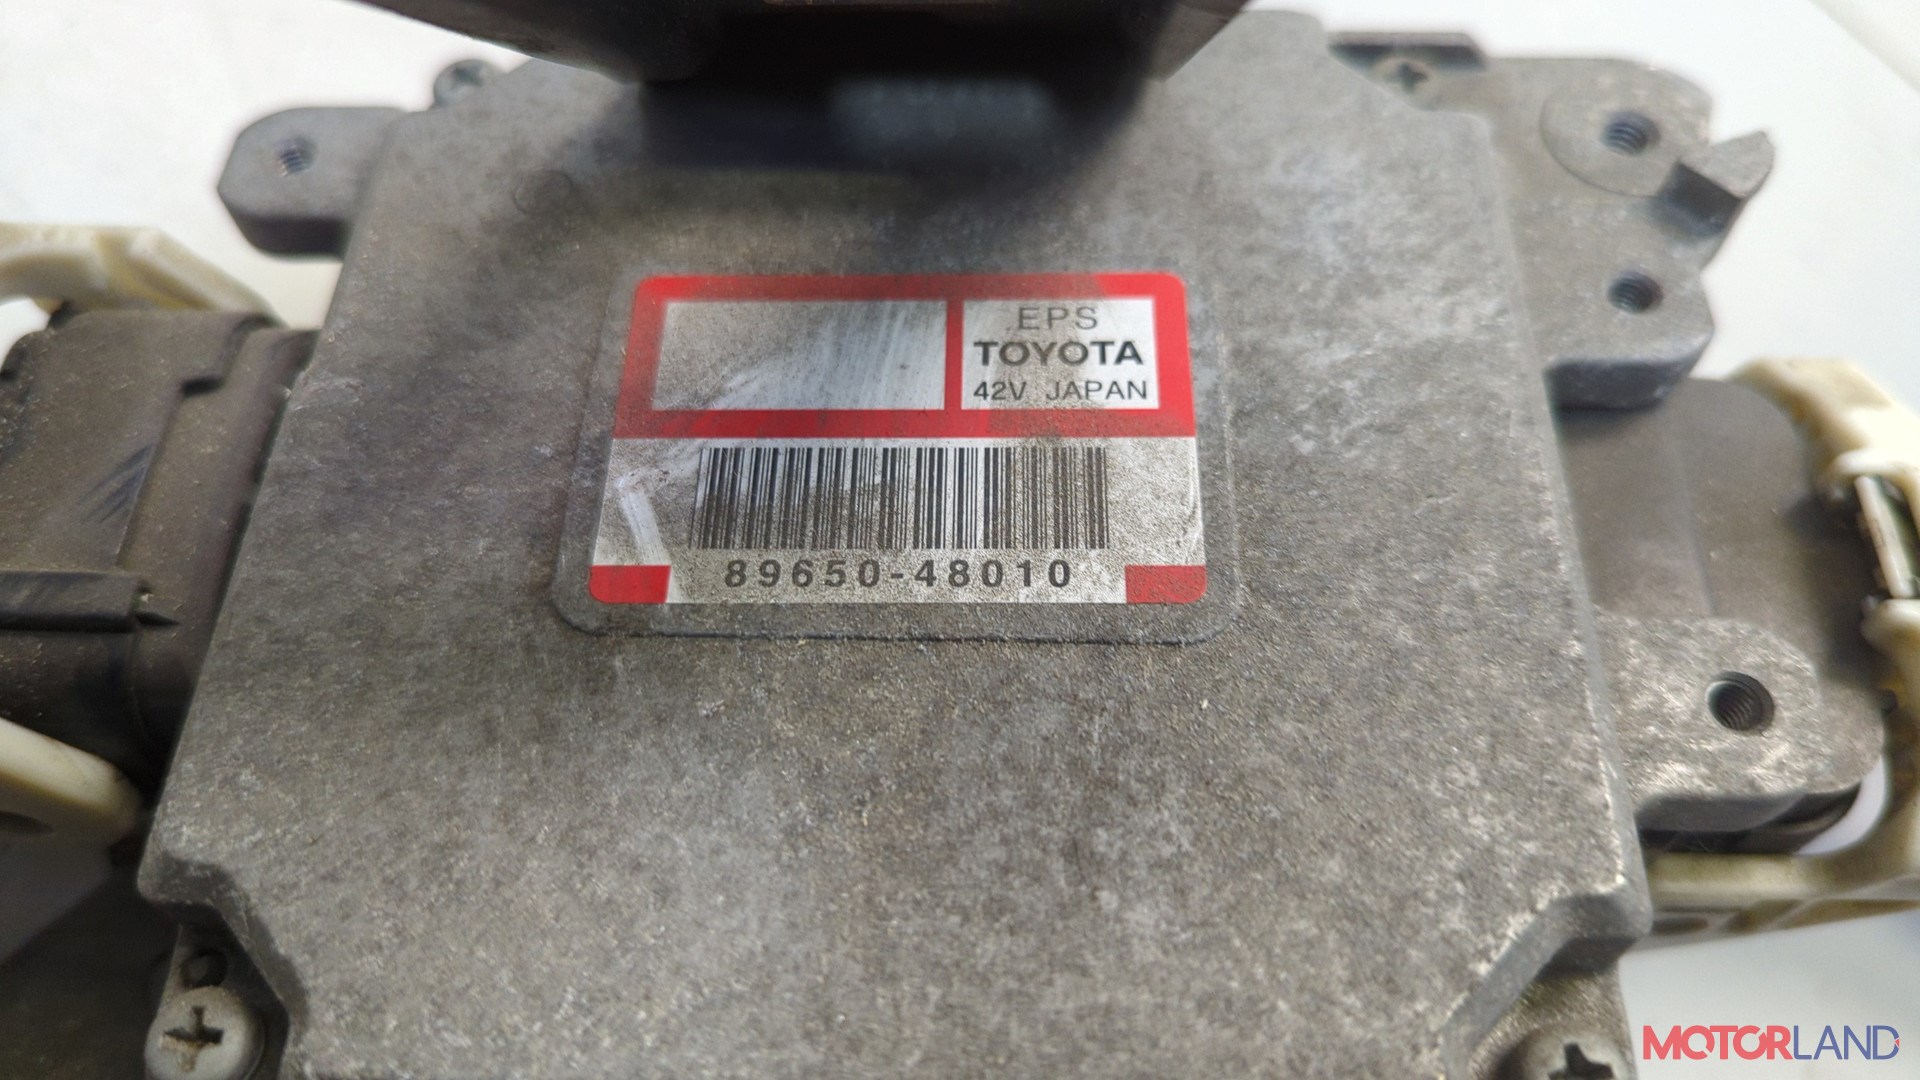 EPS
TOYOTA
42V JAPAN
89650-48010
MOTORLAND